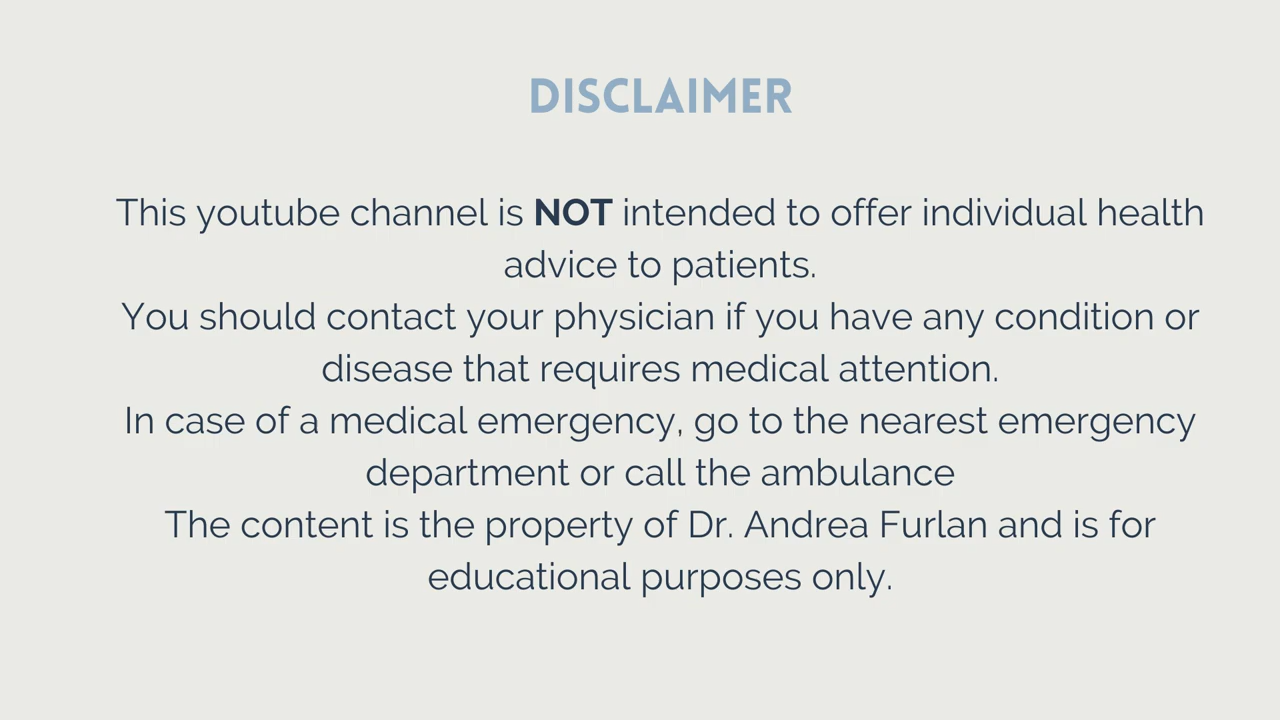 DISCLAIMER
This youtube channel is NOT intended to offer individual health
advice to patients.
You should contact your physician if you have any condition or
disease that requires medical attention.
In case of a medical emergency, go to the nearest emergency
department or call the ambulance
The content is the property of Dr. Andrea Furlan and is for
educational purposes only.